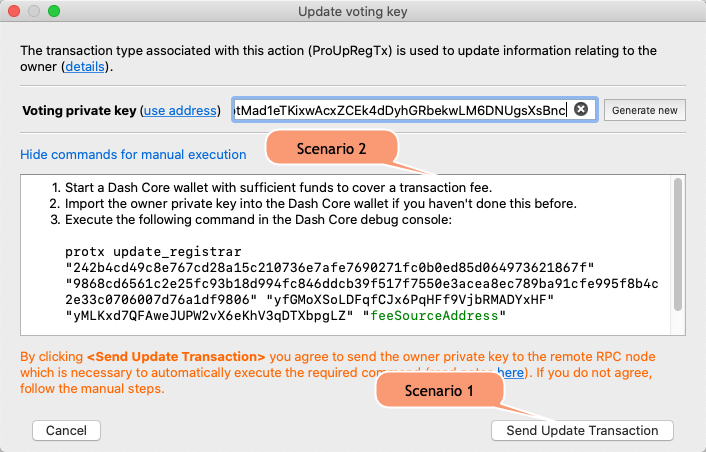 Update voting key
The transaction type associated with this action (ProUpRegTx) is used to update information relating to the
owner (details).
Voting private key (use address) tMad1eTKixwAcxZCEk4dDyhGRbekwLM6DNUgsXsBnc Generate new
Scenario 2
Hide commands for manual execution
1. Start a Dash Core wallet with sufficient funds to cover a transaction fee.
2. Import the owner private key into the Dash Core wallet if you haven't done this before.
3. Execute the following command in the Dash Core debug console:
protx update_registrar
"242b4cd49c8e767cd28a15c210736e7afe7690271fc0b0ed85d064973621867f"
"9868cd6561c2e25fc93b18d994fc846ddcb39f517f7550e3acea8ec789ba91cfe995f8b4c
2e33c0706007d76a1df9806" "yfGMoXSoLDFqfCJx6PqHFf9VjbRMADYxHF"
"yMLKxd7QFAweJUPW2vX6eKhV3qDTXbpgLZ" "feeSourceAddress"
By clicking <Send Update Transaction> you agree to send the owner private key to the remote RPC node
which is necessary to automatically execute the required command (read notes here). If you do not agree,
follow the manual steps.
Scenario 1
Cancel Send Update Transaction